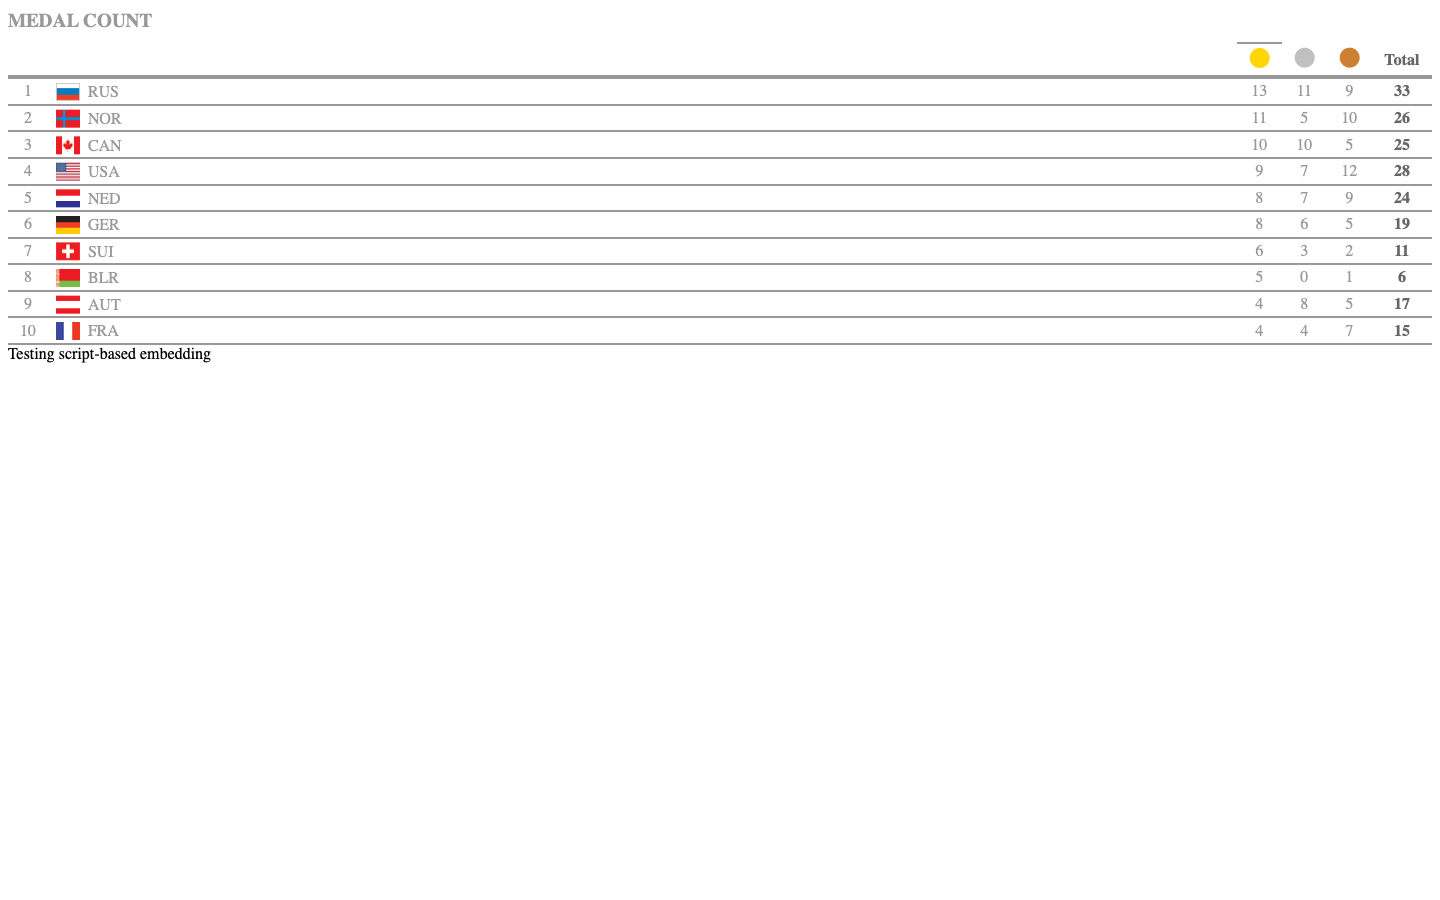 MEDAL COUNT
Total
1 RUS 13 11 9 33
2 NOR 11 5 10 26
3 CAN 10 10 5 25
4 USA 9 7 12 28
5 NED 8 7 9 24
6 GER 8 6 5 19
7 SUI 6 3 2 11
8 BLR 5 0 1 6
9 AUT 4 8 5 17
10 FRA 4 4 7 15
Testing script-based embedding